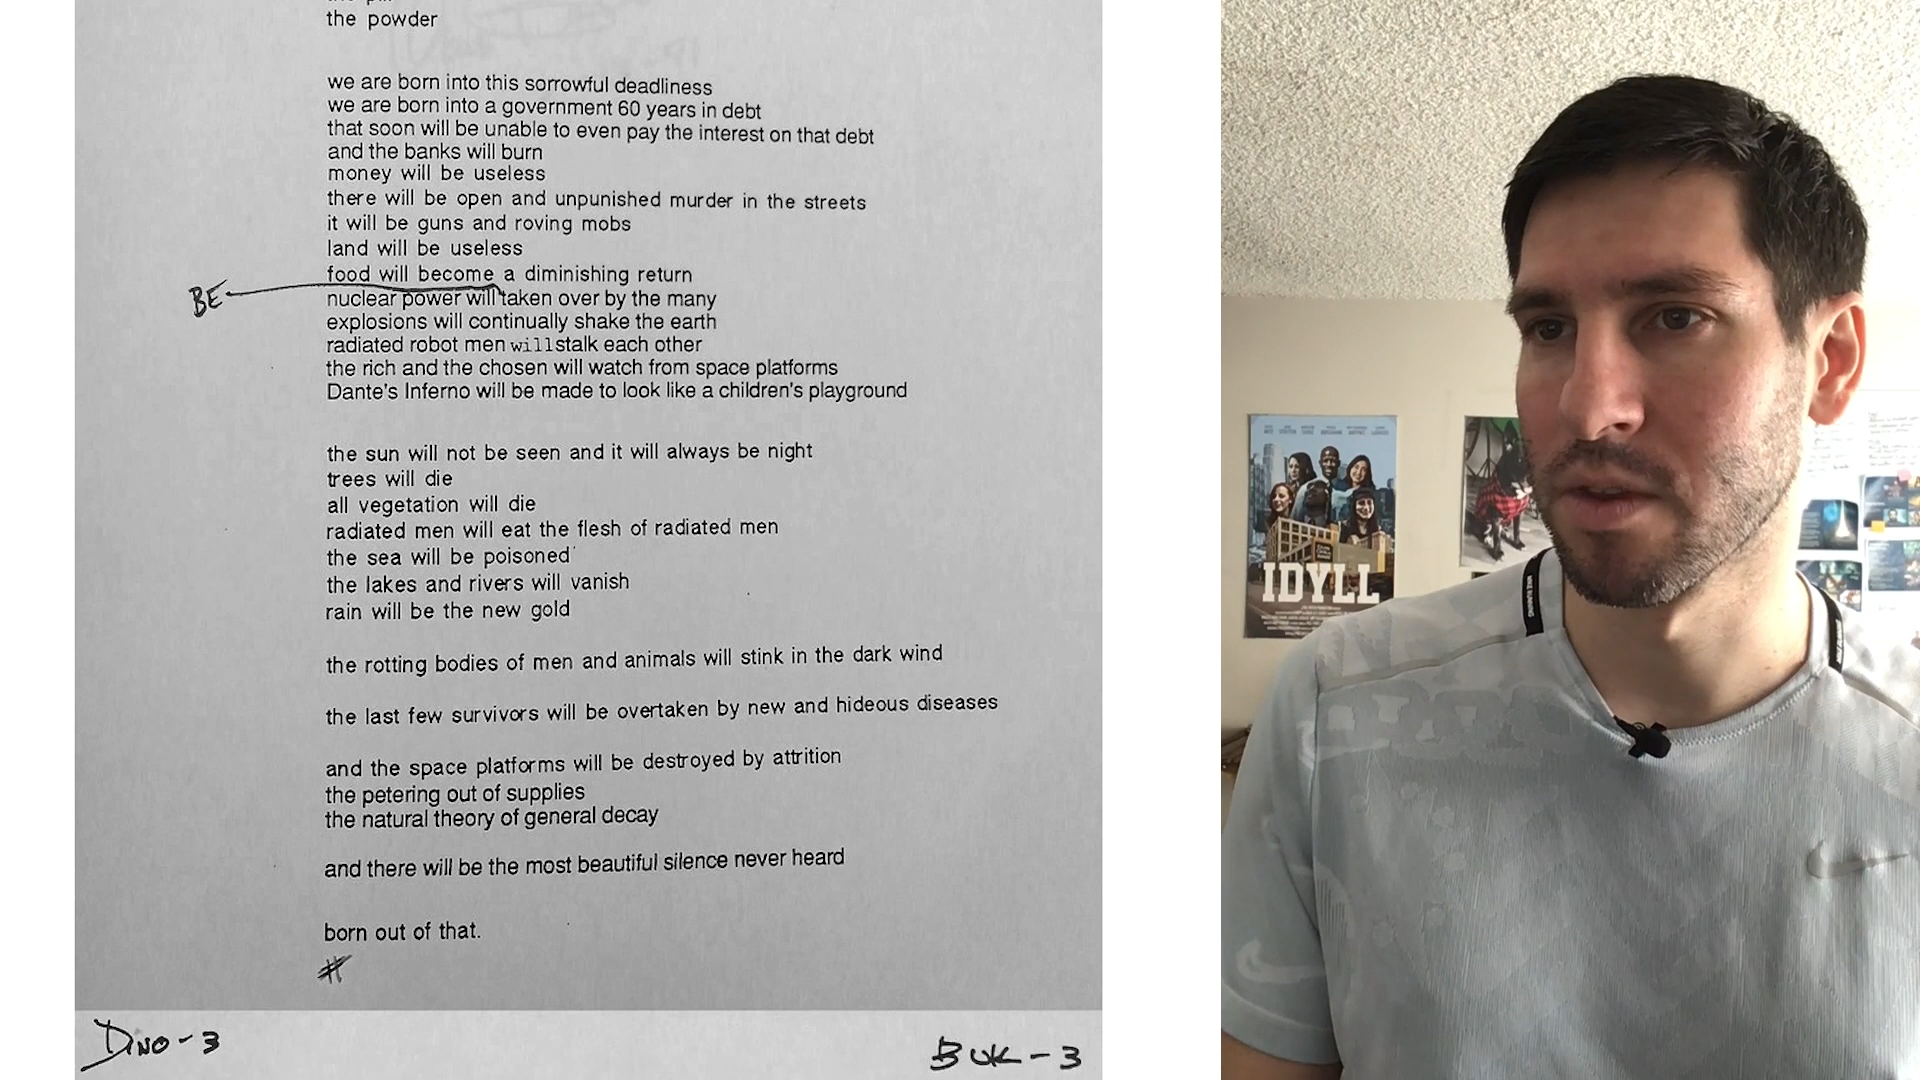 the powder
we are born into this sorrowful deadliness
we are born into a government 60 years in debt
that soon will be unable to even pay the interest on that debt
and the banks will burn
money will be useless
there will be open and unpunished murder in the streets
it will be guns and roving mobs
land will be useless
food will become a diminishing return
BE
nuclear power will taken over by the many
explosions will continually shake the earth
radiated robot men will stalk each other
the rich and the chosen will watch from space platforms
Dante's Inferno will be made to look like a children's playground
the sun will not be seen and it will always be night
trees will die
all vegetation will die
radiated men will eat the flesh of radiated men
the sea will be poisoned
the lakes and rivers will vanish
rain will be the new gold
the rotting bodies of men and animals will stink in the dark wind
the last few survivors will be overtaken by new and hideous diseases
and the space platforms will be destroyed by attrition
the petering out of supplies
the natural theory of general decay
and there will be the most beautiful silence never heard
born out of that.
#
DINO-3
BUK-3
IDYLL